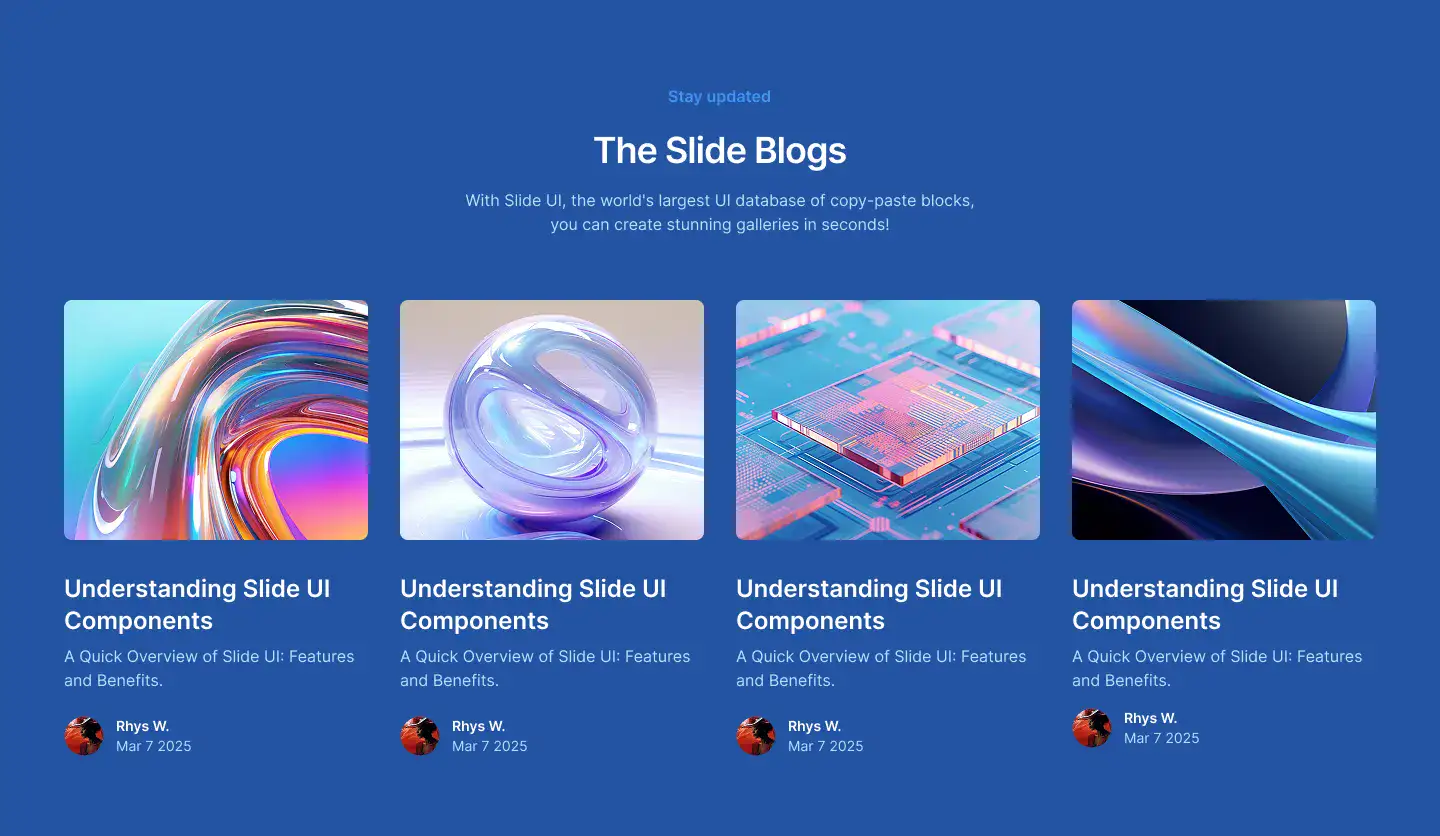 Stay updated
The Slide Blogs
With Slide UI, the world's largest UI database of copy-paste blocks,
you can create stunning galleries in seconds!
Understanding Slide UI
Components
A Quick Overview of Slide UI: Features
and Benefits.
Rhys W.
Mar 7 2025
Understanding Slide UI
Components
A Quick Overview of Slide UI: Features
and Benefits.
Rhys W.
Mar 7 2025
Understanding Slide UI
Components
A Quick Overview of Slide UI: Features
and Benefits.
Rhys W.
Mar 7 2025
Understanding Slide UI
Components
A Quick Overview of Slide UI: Features
and Benefits.
Rhys W.
Mar 7 2025